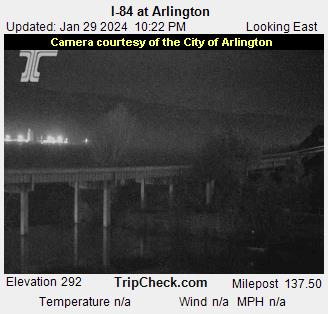 I-84 at Arlington
Updated: Jan 29 2024 10:22 PM Looking East
Camera courtesy of the City of Arlington
Elevation 292 TripCheck.com Milepost 137.50
Temperature n/a Wind n/a MPH n/a